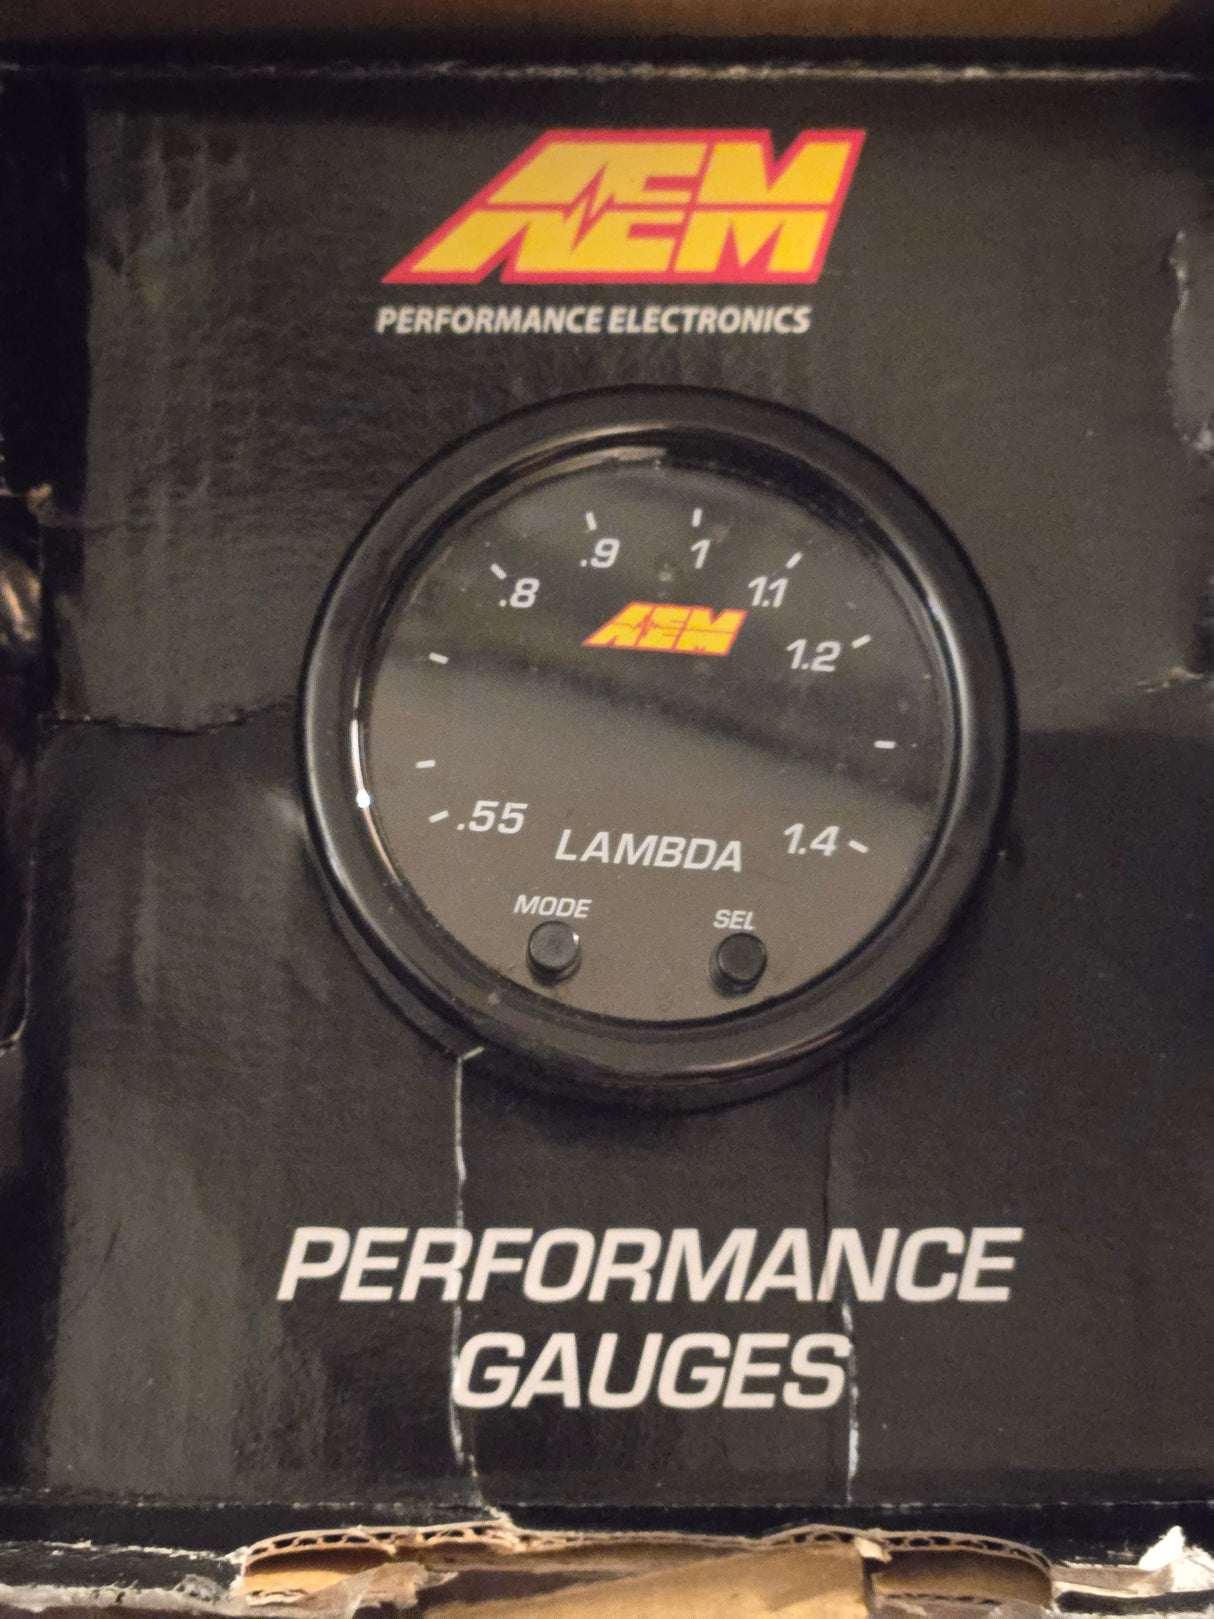 AEM
PERFORMANCE ELECTRONICS
.9 1
.8 1.1
AEM
1.2
.55 LAMBDA 1.4
MODE SEL
PERFORMANCE
GAUGES